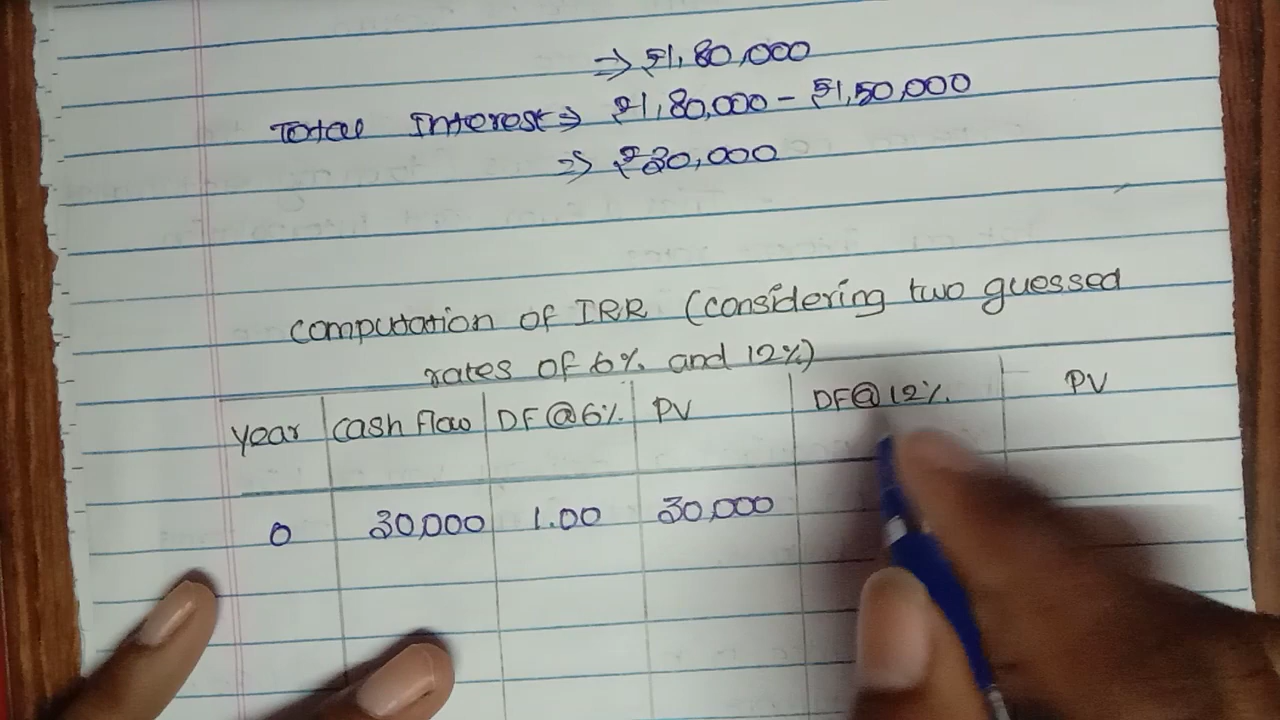 ⇒ ₹1,80,000
Total Interest ⇒ ₹1,80,000 - ₹1,50,000
⇒ ₹30,000
Computation of IRR (considering two guessed
rates of 6% and 12%)
year cash flow DF@6% PV DF@12% PV
0 30,000 1.00 30,000